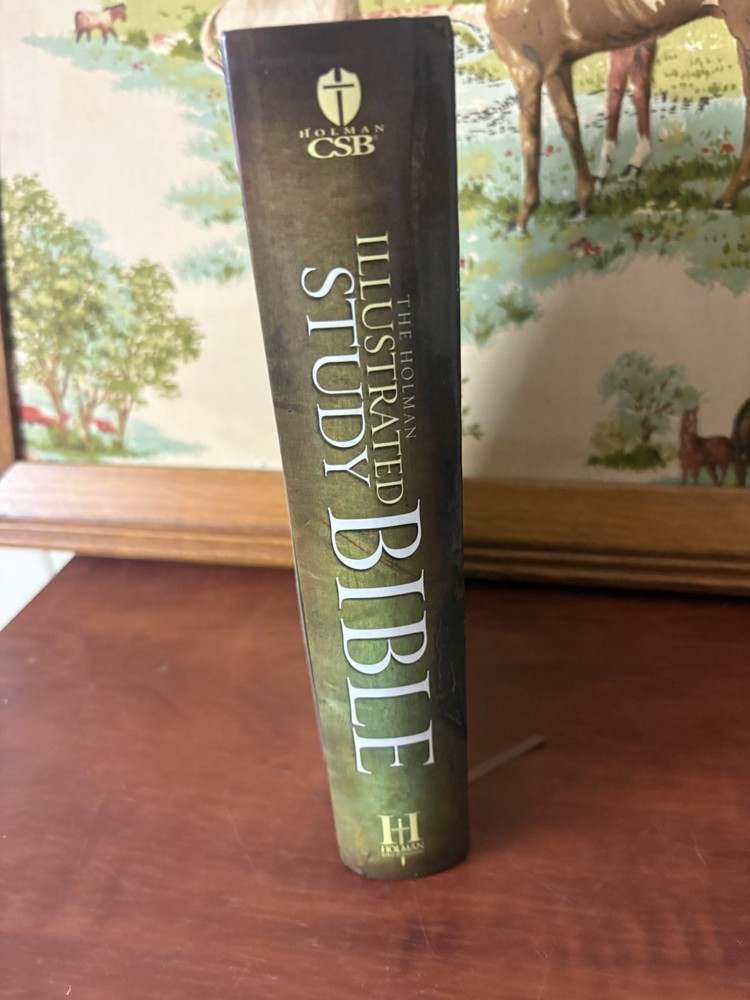 HOLMAN
CSB®
THE HOLMAN
ILLUSTRATED
STUDY BIBLE
H
HOLMAN